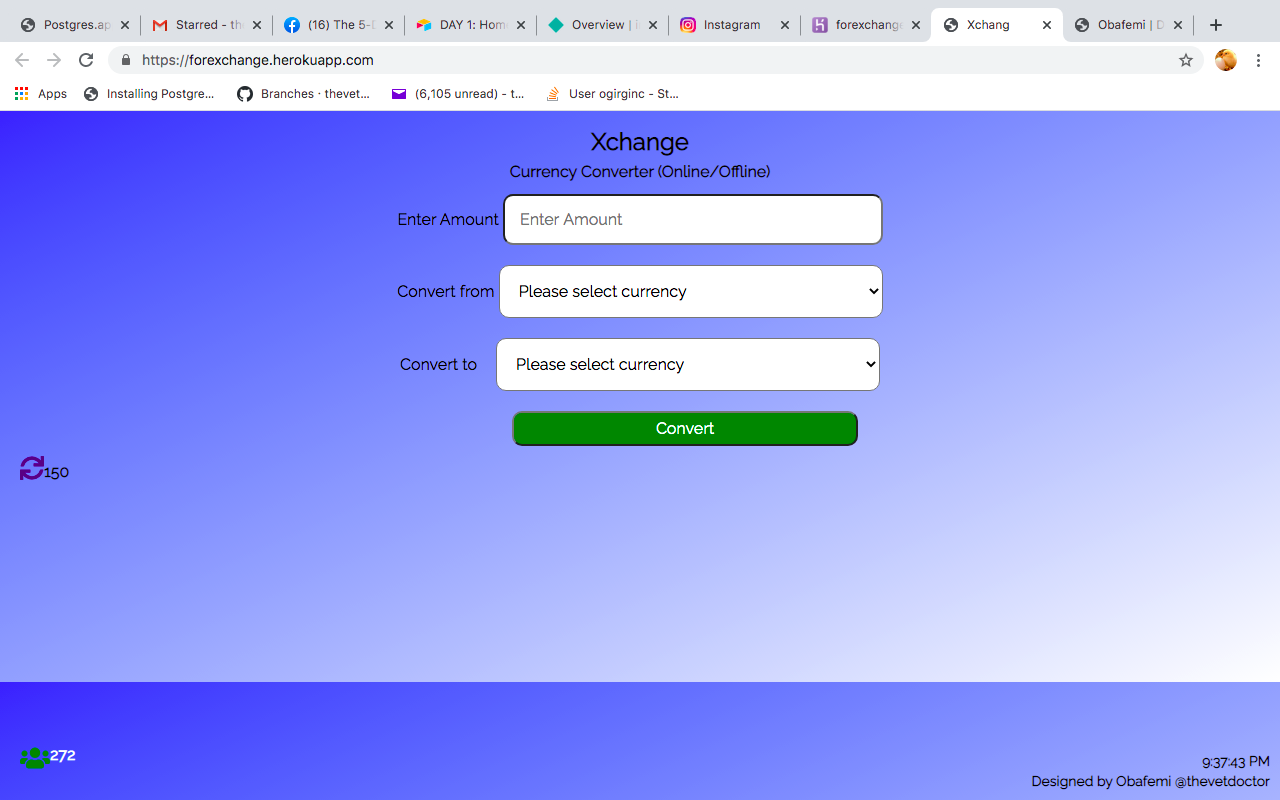 Postgres.ap
Starred - th
(16) The 5-D
DAY 1: Hom
Overview | i
Instagram
forexchange
Xchang
Obafemi | D
https://forexchange.herokuapp.com
Apps
Installing Postgre...
Branches · thevet...
(6,105 unread) - t...
User ogirginc - St...
Xchange
Currency Converter (Online/Offline)
Enter Amount
Enter Amount
Convert from
Please select currency
Convert to
Please select currency
Convert
150
272
9:37:43 PM
Designed by Obafemi @thevetdoctor